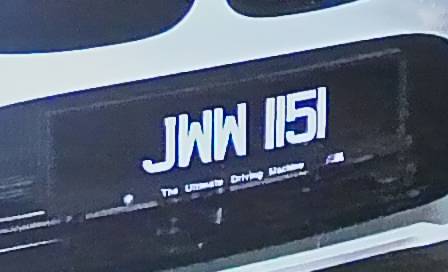 JWW 1151
The Ultimate Driving Machine